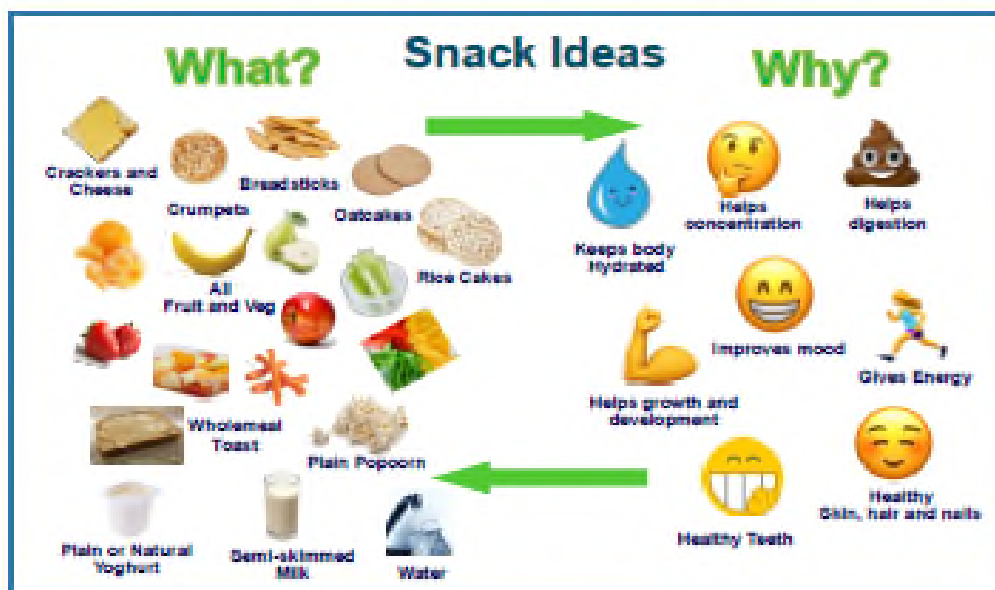 Snack Ideas
What?
Why?
Crackers and
Cheese
Crumpets
Breadsticks
Oatcakes
Rice Cakes
All
Fruit and Veg
Wholemeal
Toast
Plain Popcorn
Plain or Natural
Yoghurt
Semi-skimmed
Milk
Water
Keeps body
Hydrated
Helps
concentration
Helps
digestion
Improves mood
Gives Energy
Helps growth and
development
Healthy Teeth
Healthy
Skin, hair and nails